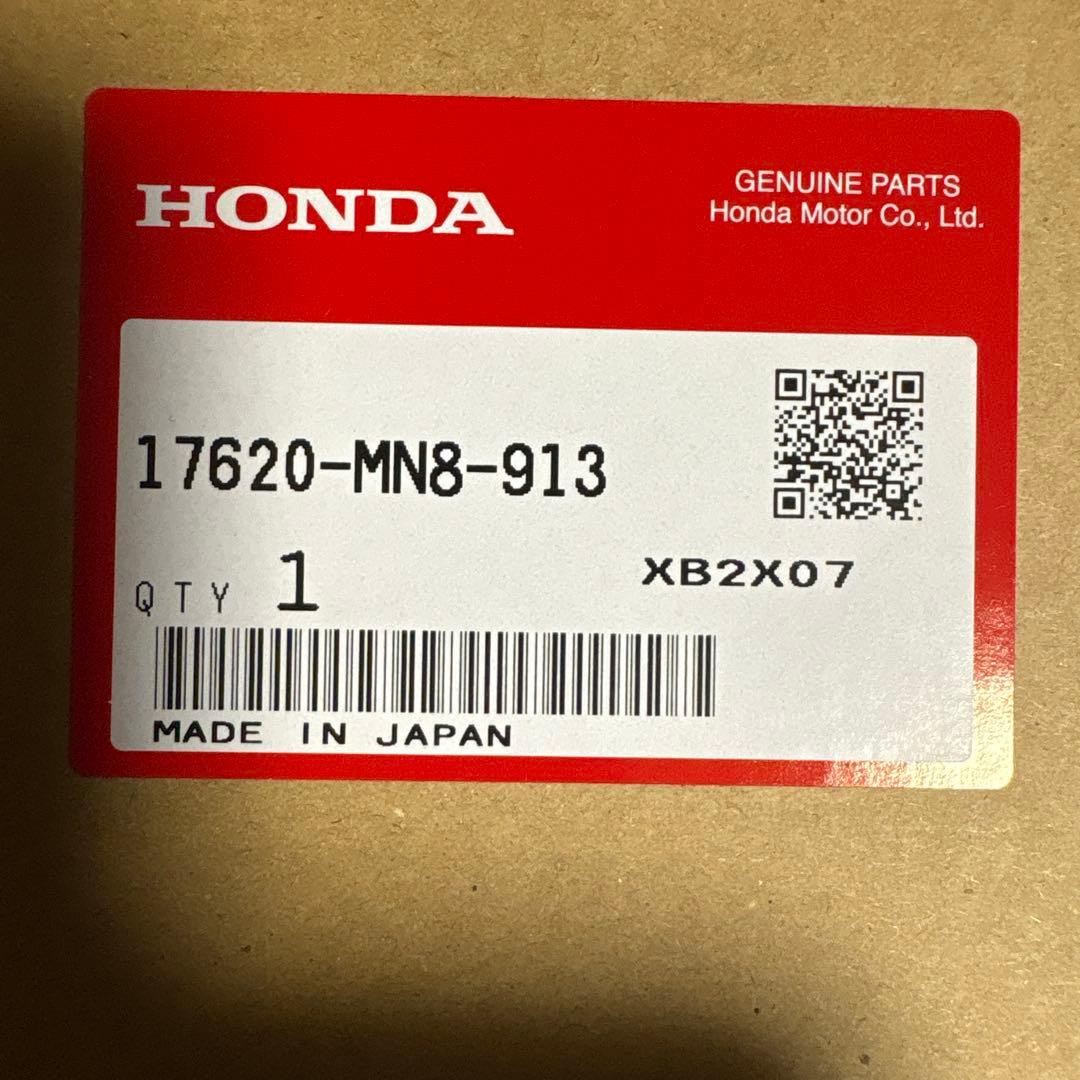 HONDA
GENUINE PARTS
Honda Motor Co., Ltd.
17620-MN8-913
QTY 1
XB2X07
MADE IN JAPAN